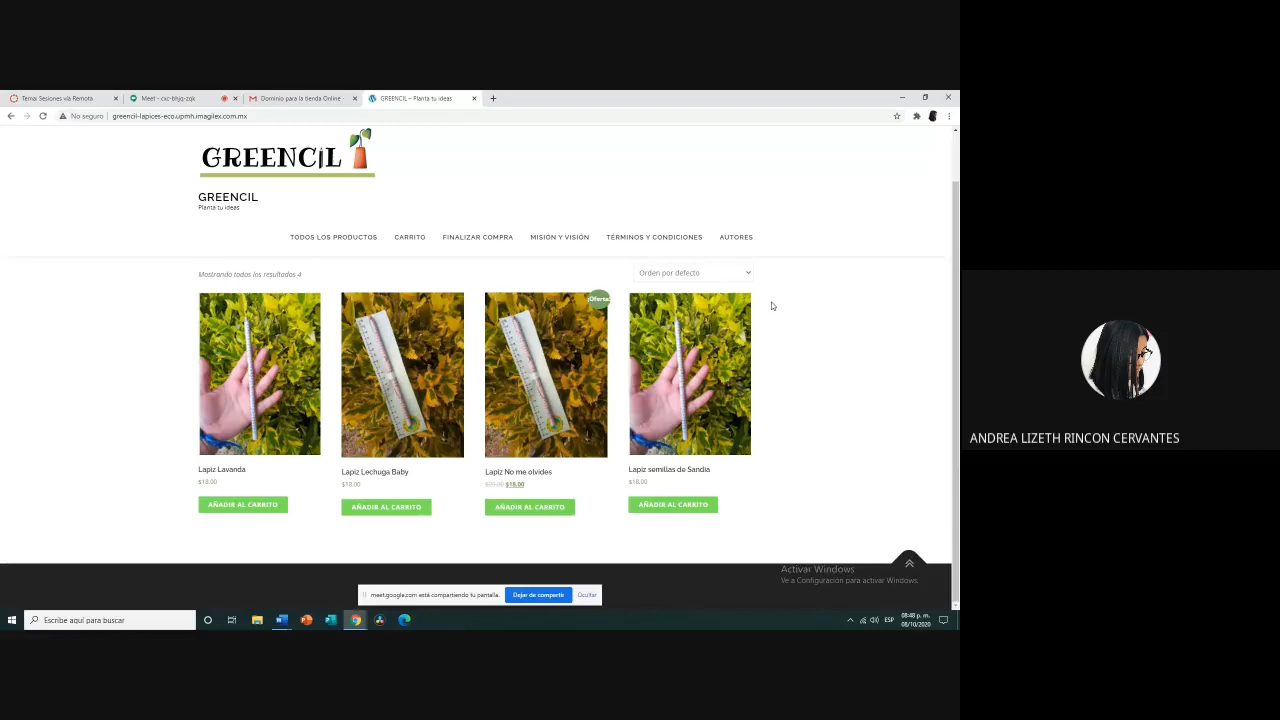 Tema: Sesiones vía Remota
Meet - cxc-bhjq-zqk
Dominio para la tienda Online -
GREENCIL – Planta tu ideas
No seguro
greencil-lapices-eco.upmh.imagilex.com.mx
GREENCIL
GREENCIL
Planta tu ideas
TODOS LOS PRODUCTOS
CARRITO
FINALIZAR COMPRA
MISIÓN Y VISIÓN
TÉRMINOS Y CONDICIONES
AUTORES
Mostrando todos los resultados 4
Orden por defecto
¡Oferta!
Lapiz Lavanda
$18.00
AÑADIR AL CARRITO
Lapiz Lechuga Baby
$18.00
AÑADIR AL CARRITO
Lapiz No me olvides
$18.00
AÑADIR AL CARRITO
Lapiz semillas de Sandía
$18.00
AÑADIR AL CARRITO
Activar Windows
Ve a Configuración para activar Windows.
meet.google.com está compartiendo tu pantalla.
Dejar de compartir
Ocultar
Escribe aquí para buscar
ESP
08:48 p. m.
08/10/2020
ANDREA LIZETH RINCON CERVANTES